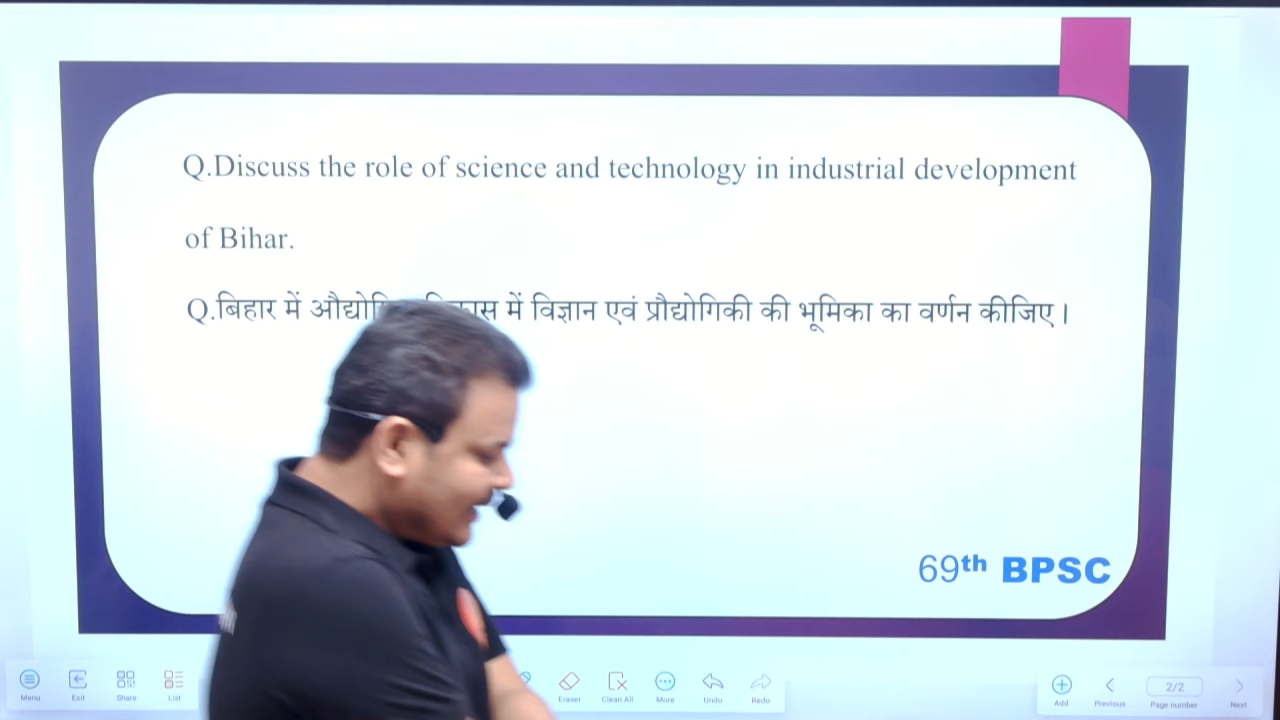 Q.Discuss the role of science and technology in industrial development
of Bihar.
Q.बिहार में में विज्ञान एवं प्रौद्योगिकी की भूमिका का वर्णन कीजिए।
69th BPSC
Menu Exit Share List Eraser Clean All More Undo Redo Add Previous 2/2 Page number Next